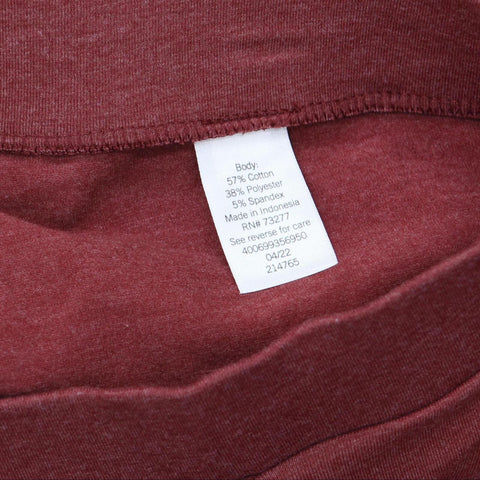 Body:
57% Cotton
38% Polyester
5% Spandex
Made in Indonesia
RN# 73277
See reverse for care
400699356950
04/22
214765